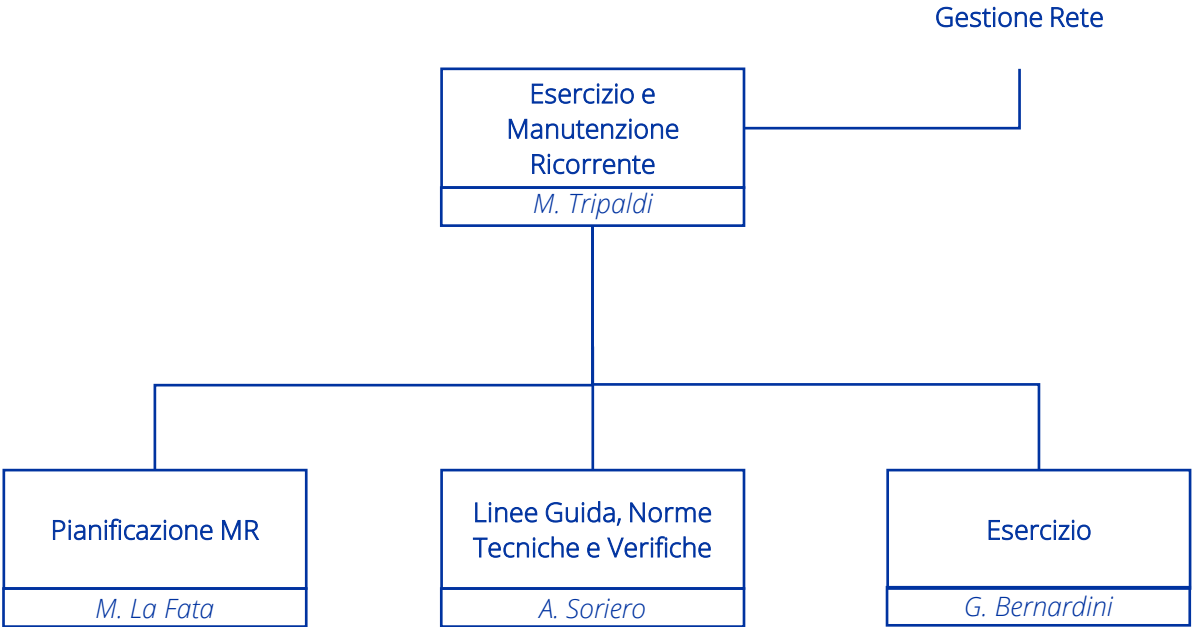 Gestione Rete
Esercizio e
Manutenzione
Ricorrente
M. Tripaldi
Pianificazione MR
M. La Fata
Linee Guida, Norme
Tecniche e Verifiche
A. Soriero
Esercizio
G. Bernardini